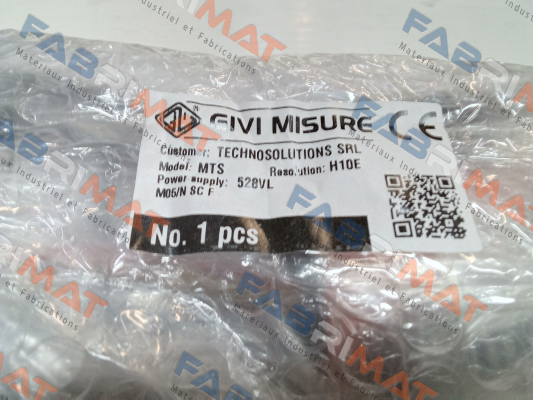 GIVI MISURE CE
Customer: TECHNOSOLUTIONS SRL
Model: MTS Resolution: H10E
Power supply: 528VL
M05/N SC F
No. 1 pcs
FABRIMAT
Matériaux Industriel et Fabrications